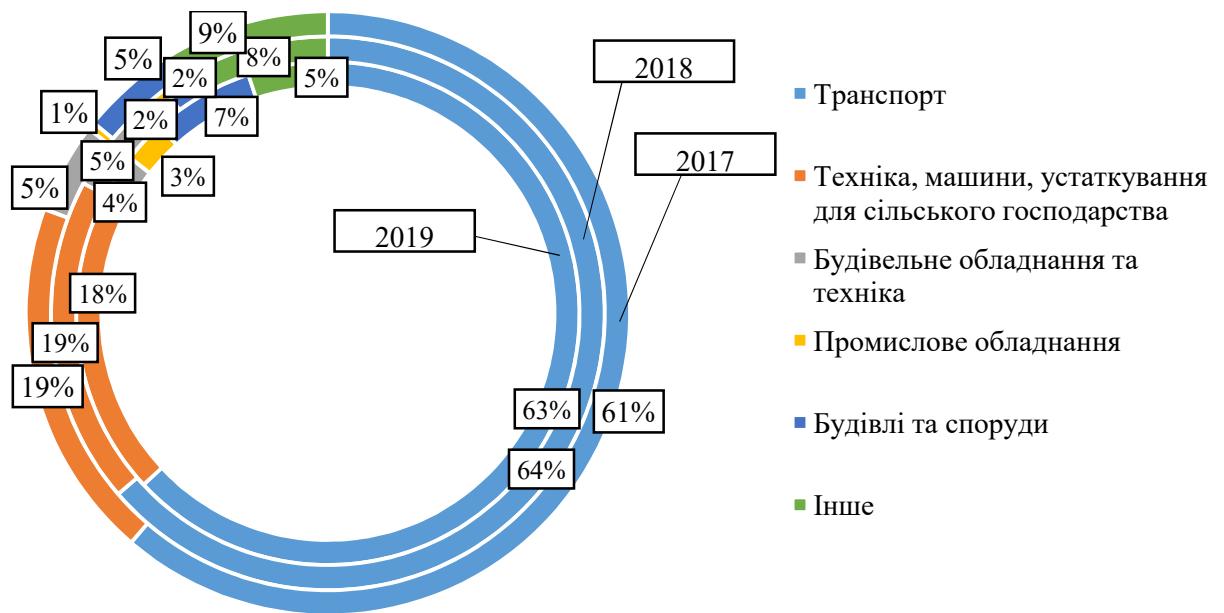 9%
8%
5%
5%
2%
2018
1%
2%
7%
Транспорт
5%
3%
2017
5%
4%
Техніка, машини, устаткування
для сільського господарства
2019
Будівельне обладнання та
техніка
18%
19%
Промислове обладнання
19%
63%
61%
Будівлі та споруди
64%
Інше